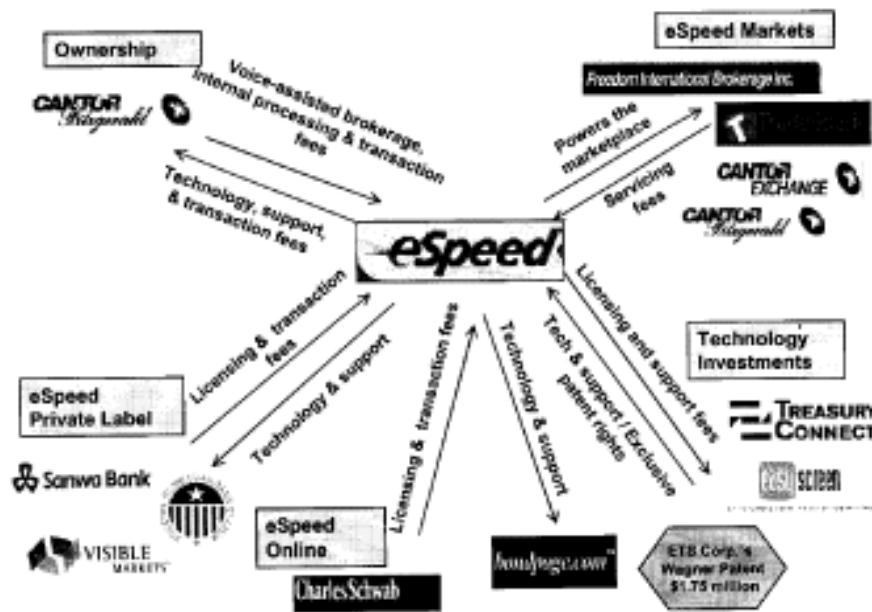 Ownership
CANTOR
Fitzgerald
Voice-assisted brokerage,
internal processing & transaction
fees
Technology, support,
& transaction fees
eSpeed Markets
Freedom International Brokerage Inc.
Powers the
marketplace
Servicing
fees
CANTOR
EXCHANGE
CANTOR
Fitzgerald
eSpeed
Licensing & transaction
fees
Technology & support
Licensing & transaction fees
Technology & support
Tech & support / Exclusive
patent rights
Licensing and support fees
Technology
Investments
TREASURY
CONNECT
screen
eSpeed
Private Label
Sanwa Bank
VISIBLE
MARKETS
eSpeed
Online
Charles Schwab
bondpage.com™
ETS Corp.'s
Wagner Patent
$1.75 million